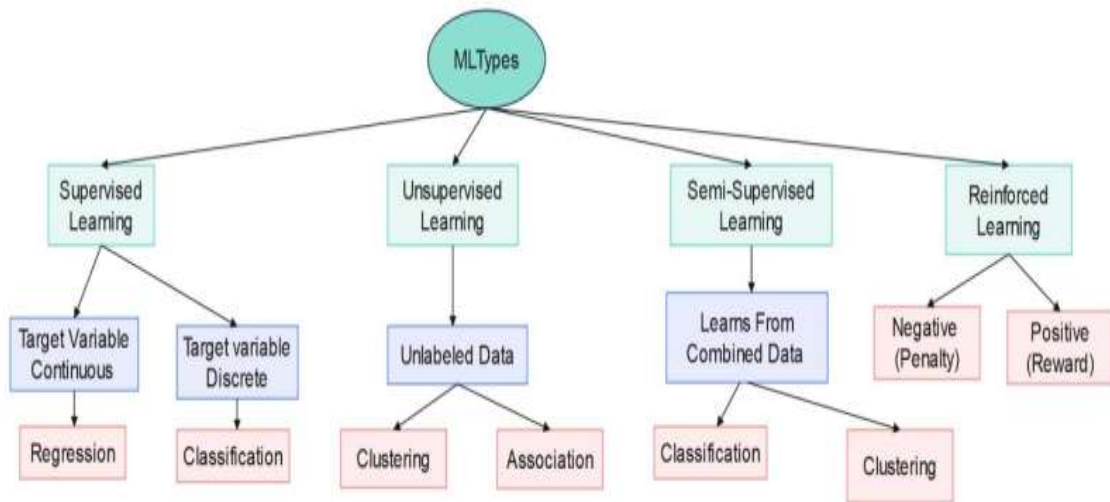 MLTypes
Supervised
Learning
Unsupervised
Learning
Semi-Supervised
Learning
Reinforced
Learning
Target Variable
Continuous
Target variable
Discrete
Unlabeled Data
Learns From
Combined Data
Negative
(Penalty)
Positive
(Reward)
Regression
Classification
Clustering
Association
Classification
Clustering